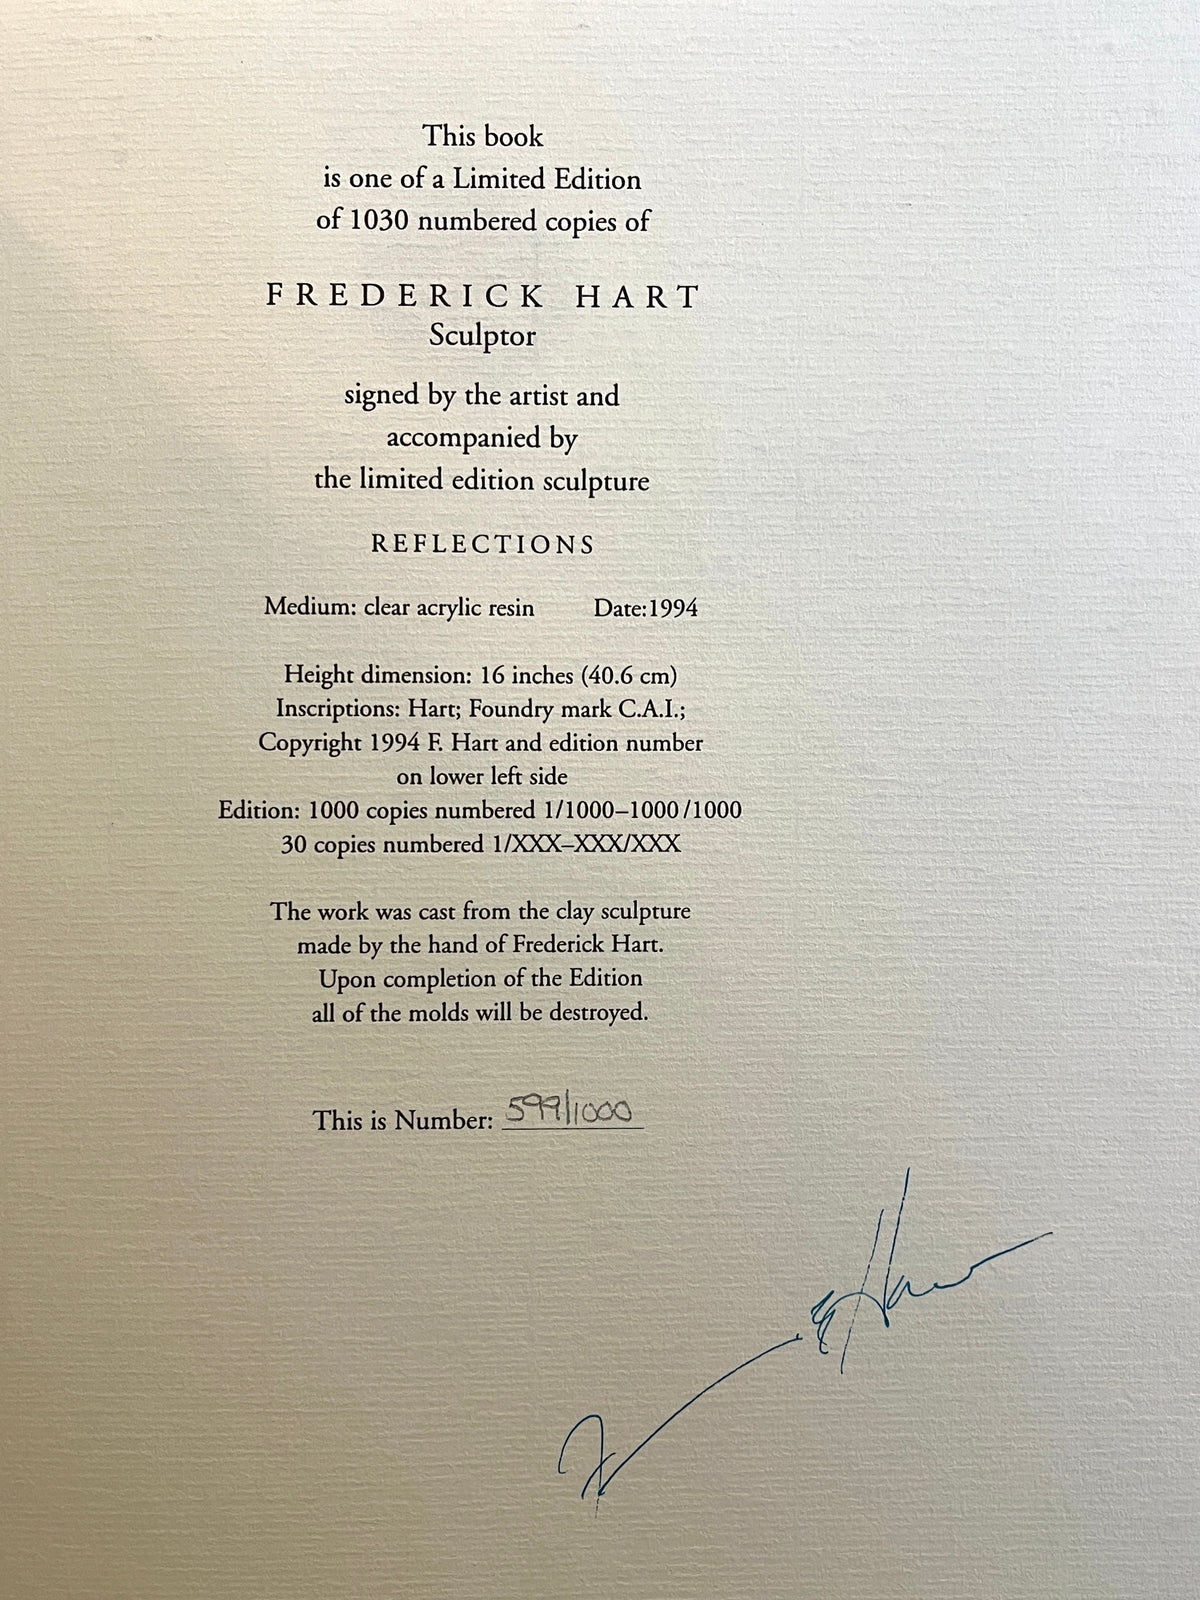 This book
is one of a Limited Edition
of 1030 numbered copies of
FREDERICK HART
Sculptor
signed by the artist and
accompanied by
the limited edition sculpture
REFLECTIONS
Medium: clear acrylic resin Date:1994
Height dimension: 16 inches (40.6 cm)
Inscriptions: Hart; Foundry mark C.A.I.;
Copyright 1994 F. Hart and edition number
on lower left side
Edition: 1000 copies numbered 1/1000–1000/1000
30 copies numbered 1/XXX–XXX/XXX
The work was cast from the clay sculpture
made by the hand of Frederick Hart.
Upon completion of the Edition
all of the molds will be destroyed.
This is Number: 599/1000